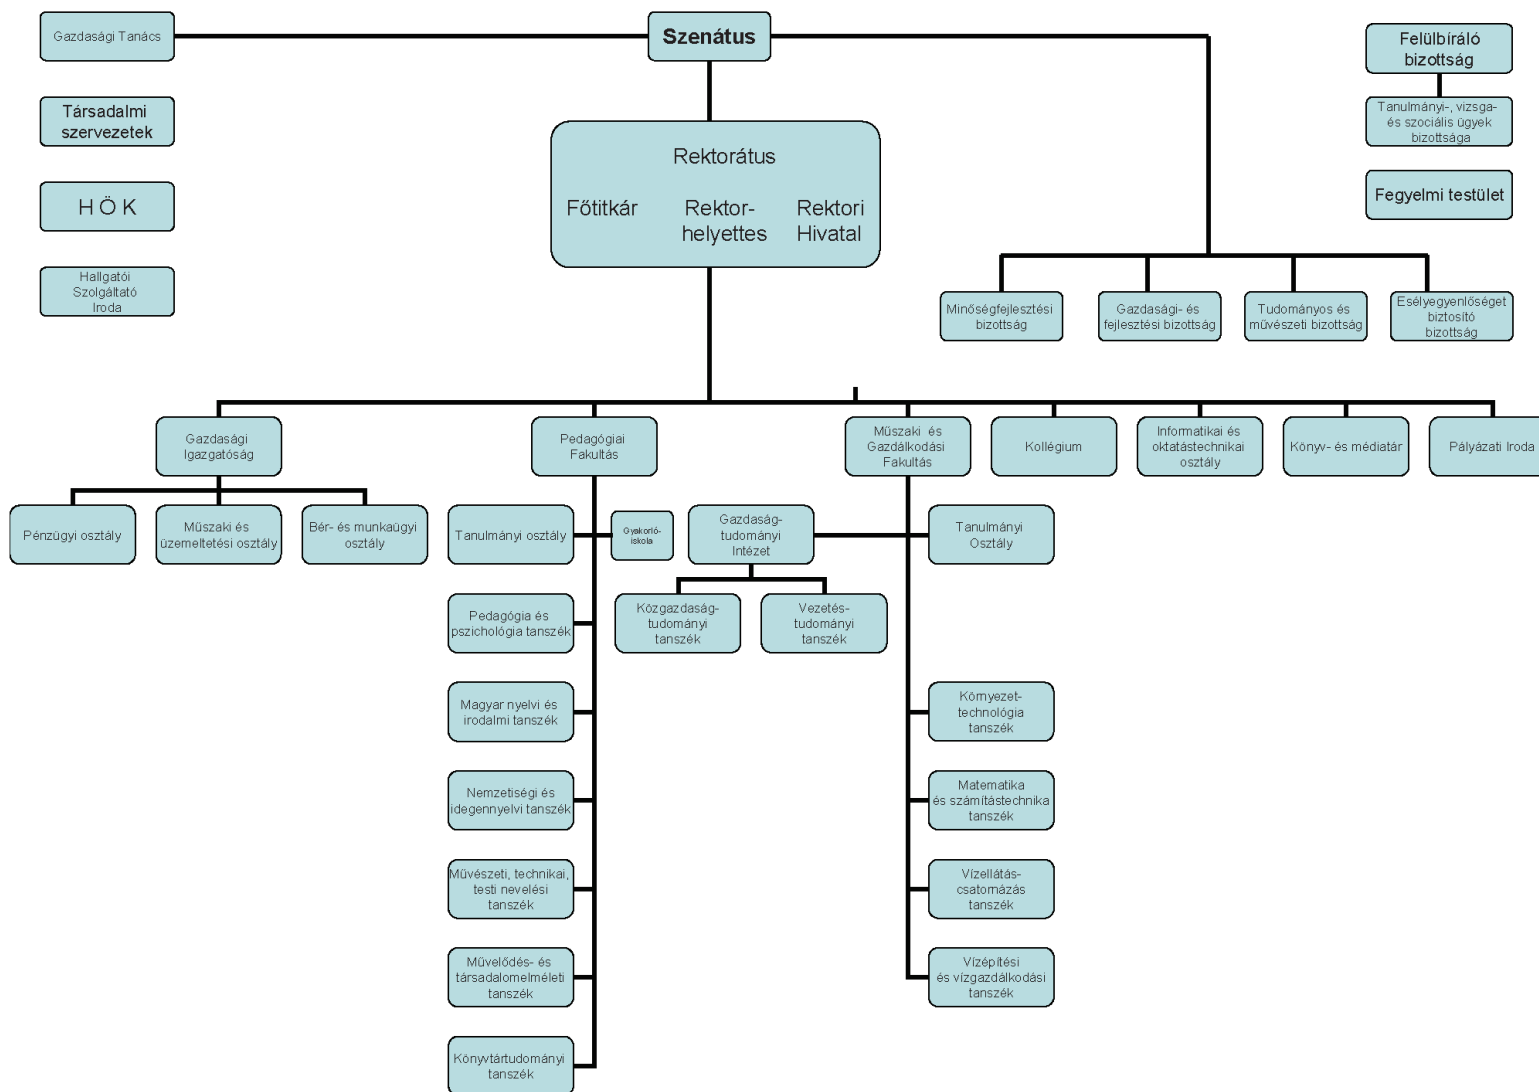 Gazdasági Tanács
Szenátus
Felülbíráló
bizottság
Társadalmi
szervezetek
Tanulmányi-, vizsga-
és szociális ügyek
bizottsága
Rektorátus
H Ö K
Fegyelmi testület
Főtitkár
Rektor-
helyettes
Rektori
Hivatal
Hallgatói
Szolgáltató
Iroda
Minőségfejlesztési
bizottság
Gazdasági- és
fejlesztési bizottság
Tudományos és
művészeti bizottság
Esélyegyenlőséget
biztosító
bizottság
Gazdasági
Igazgatóság
Pedagógiai
Fakultás
Műszaki és
Gazdálkodási
Fakultás
Kollégium
Informatikai és
oktatástechnikai
osztály
Könyv- és médiatár
Pályázati Iroda
Pénzügyi osztály
Műszaki és
üzemeltetési osztály
Bér- és munkaügyi
osztály
Tanulmányi osztály
Gyakorló-
iskola
Gazdaság-
tudományi
Intézet
Tanulmányi
Osztály
Pedagógia és
pszichológia tanszék
Közgazdaság-
tudományi
tanszék
Vezetés-
tudományi
tanszék
Magyar nyelvi és
irodalmi tanszék
Környezet-
technológia
tanszék
Nemzetiségi és
idegennyelvi tanszék
Matematika
és számítástechnika
tanszék
Művészeti, technikai,
testi nevelési
tanszék
Vízellátás-
csatornázás
tanszék
Művelődés- és
társadalomelméleti
tanszék
Vízépítési
és vízgazdálkodási
tanszék
Könyvtártudományi
tanszék